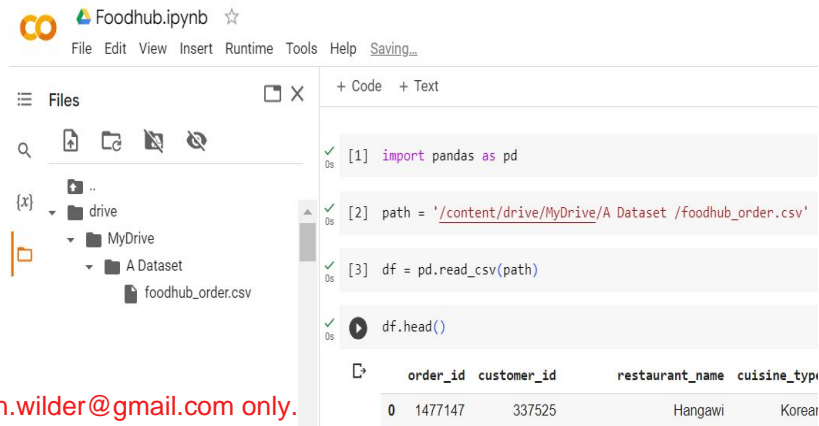 CO Foodhub.ipynb
File Edit View Insert Runtime Tools Help Saving...
Files
+ Code + Text
{x}
..
drive
MyDrive
A Dataset
foodhub_order.csv
0s [1] import pandas as pd
0s [2] path = '/content/drive/MyDrive/A Dataset /foodhub_order.csv'
0s [3] df = pd.read_csv(path)
0s df.head()
order_id customer_id restaurant_name cuisine_type
0 1477147 337525 Hangawi Korean
n.wilder@gmail.com only.